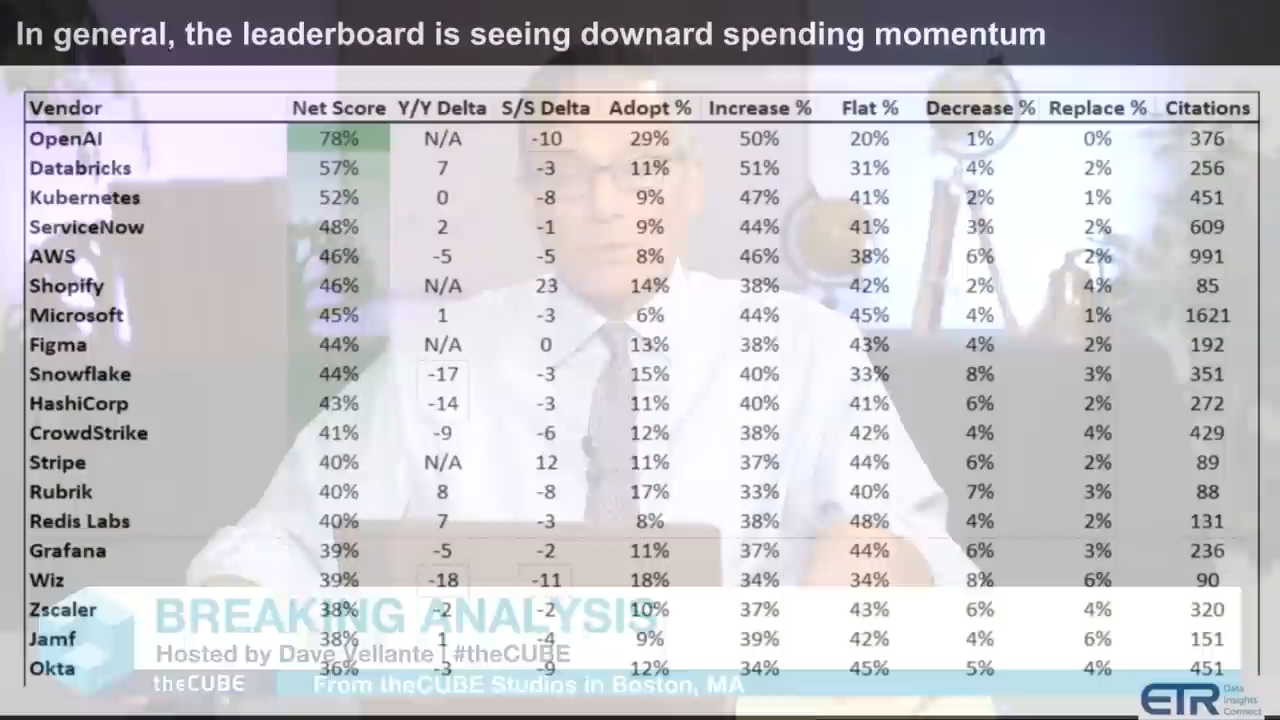 In general, the leaderboard is seeing downard spending momentum
Vendor Net Score Y/Y Delta S/S Delta Adopt % Increase % Flat % Decrease % Replace % Citations
OpenAI 78% N/A -10 29% 50% 20% 1% 0% 376
Databricks 57% 7 -3 11% 51% 31% 4% 2% 256
Kubernetes 52% 0 -8 9% 47% 41% 2% 1% 451
ServiceNow 48% 2 -1 9% 44% 41% 3% 2% 609
AWS 46% -5 -5 8% 46% 38% 6% 2% 991
Shopify 46% N/A 23 14% 38% 42% 2% 4% 85
Microsoft 45% 1 -3 6% 44% 45% 4% 1% 1621
Figma 44% N/A 0 13% 38% 43% 4% 2% 192
Snowflake 44% -17 -3 15% 40% 33% 8% 3% 351
HashiCorp 43% -14 -3 11% 40% 41% 6% 2% 272
CrowdStrike 41% -9 -6 12% 38% 42% 4% 4% 429
Stripe 40% N/A 12 11% 37% 44% 6% 2% 89
Rubrik 40% 8 -8 17% 33% 40% 7% 3% 88
Redis Labs 40% 7 -3 8% 38% 48% 4% 2% 131
Grafana 39% -5 -2 11% 37% 44% 6% 3% 236
Wiz 39% -18 -11 18% 34% 34% 8% 6% 90
Zscaler 38% -2 -2 10% 37% 43% 6% 4% 320
Jamf 38% 1 -4 9% 39% 42% 4% 6% 151
Okta 36% -3 -9 12% 34% 45% 5% 4% 451
BREAKING ANALYSIS
Hosted by Dave Vellante | #theCUBE
theCUBE From theCUBE Studios in Boston, MA
ETR Data
Insights
Connect